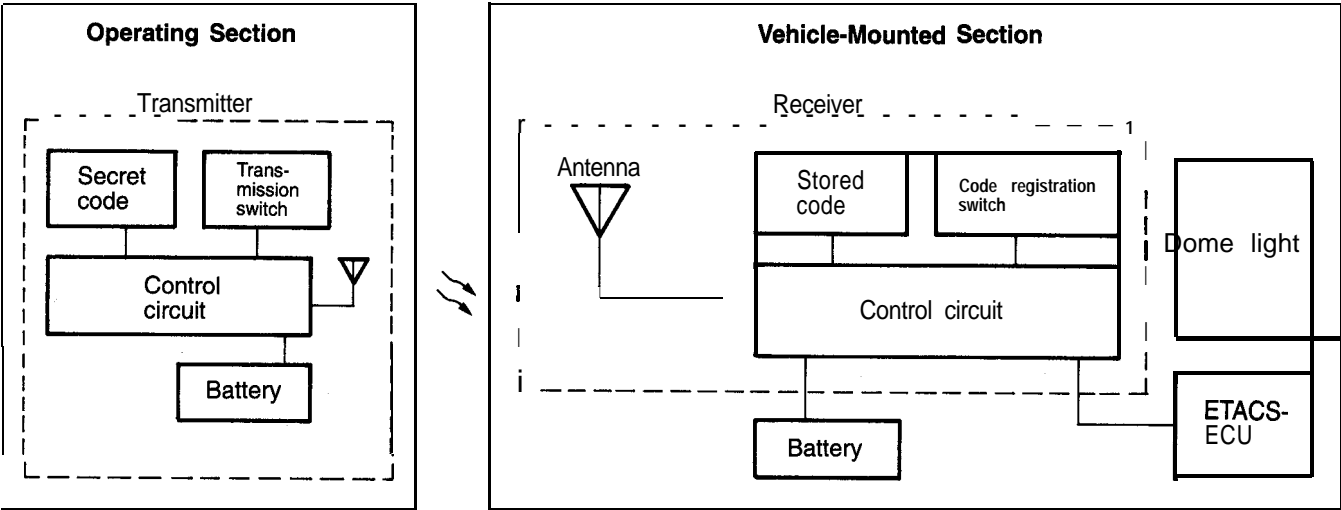 Operating Section
Transmitter
Secret
code
Trans-
mission
switch
Control
circuit
Battery
Vehicle-Mounted Section
Receiver
Antenna
Stored
code
Code registration
switch
Control circuit
Battery
Dome light
ETACS-
ECU